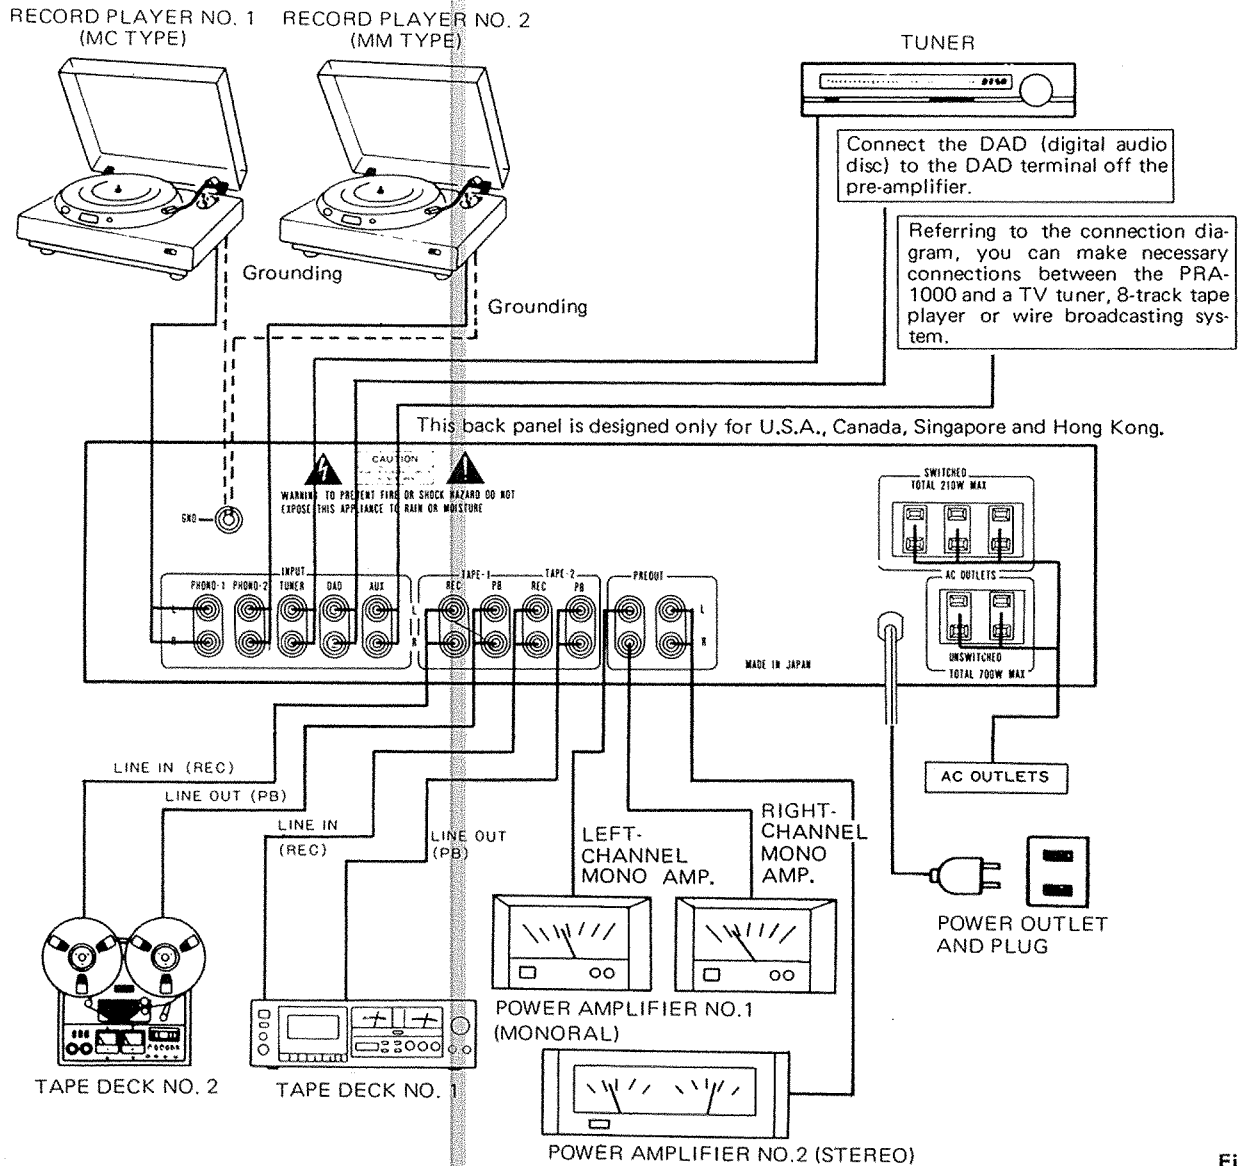 RECORD PLAYER NO. 1
(MC TYPE)
RECORD PLAYER NO. 2
(MM TYPE)
TUNER
Connect the DAD (digital audio
disc) to the DAD terminal off the
pre-amplifier.
Referring to the connection dia-
gram, you can make necessary
connections between the PRA-
1000 and a TV tuner, 8-track tape
player or wire broadcasting sys-
tem.
Grounding
Grounding
This back panel is designed only for U.S.A., Canada, Singapore and Hong Kong.
CAUTION
WARNING TO PREVENT FIRE OR SHOCK HAZARD DO NOT
EXPOSE THIS APPLIANCE TO RAIN OR MOISTURE
GND
SWITCHED
TOTAL 210W MAX
AC OUTLETS
UNSWITCHED
TOTAL 700W MAX
INPUT
PHONO-1 PHONO-2 TUNER DAD AUX
TAPE-1 TAPE-2
REC PB REC PB
PREOUT
L L L
R R R
MADE IN JAPAN
LINE IN (REC)
LINE OUT (PB)
LINE IN
(REC)
LINE OUT
(PB)
LEFT-
CHANNEL
MONO AMP.
RIGHT-
CHANNEL
MONO
AMP.
AC OUTLETS
POWER OUTLET
AND PLUG
POWER AMPLIFIER NO.1
(MONORAL)
TAPE DECK NO. 2
TAPE DECK NO. 1
POWER AMPLIFIER NO.2 (STEREO)
Fi